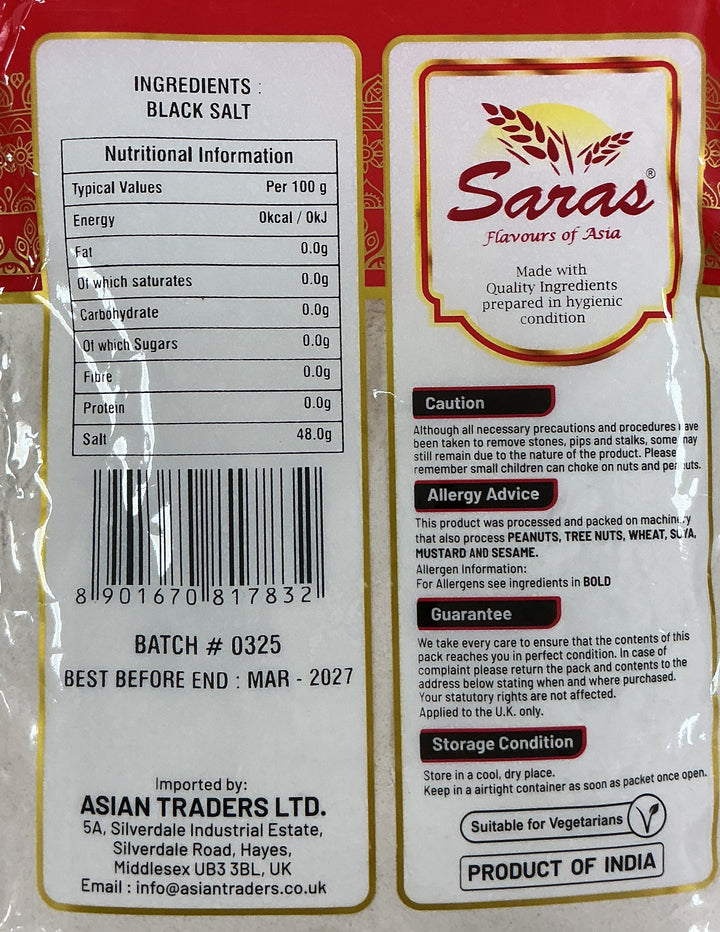 INGREDIENTS :
BLACK SALT
Nutritional Information
Typical Values Per 100 g
Energy 0kcal / 0kJ
Fat 0.0g
Of which saturates 0.0g
Carbohydrate 0.0g
Of which Sugars 0.0g
Fibre 0.0g
Protein 0.0g
Salt 48.0g
8 901670 817832
BATCH # 0325
BEST BEFORE END : MAR - 2027
Imported by:
ASIAN TRADERS LTD.
5A, Silverdale Industrial Estate,
Silverdale Road, Hayes,
Middlesex UB3 3BL, UK
Email : info@asiantraders.co.uk
Saras®
Flavours of Asia
Made with
Quality Ingredients
prepared in hygienic
condition
Caution
Although all necessary precautions and procedures have
been taken to remove stones, pips and stalks, some may
still remain due to the nature of the product. Please
remember small children can choke on nuts and peanuts.
Allergy Advice
This product was processed and packed on machinery
that also process PEANUTS, TREE NUTS, WHEAT, SOYA,
MUSTARD AND SESAME.
Allergen Information:
For Allergens see ingredients in BOLD
Guarantee
We take every care to ensure that the contents of this
pack reaches you in perfect condition. In case of
complaint please return the pack and contents to the
address below stating when and where purchased.
Your statutory rights are not affected.
Applied to the U.K. only.
Storage Condition
Store in a cool, dry place.
Keep in a airtight container as soon as packet once open.
Suitable for Vegetarians
PRODUCT OF INDIA